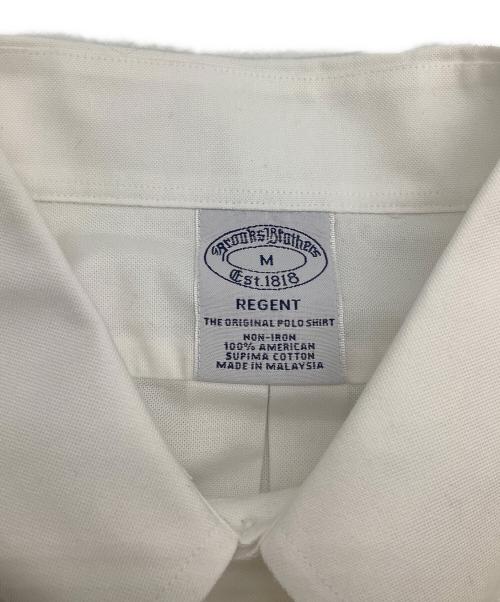 Brooks Brothers
M
Est. 1818
REGENT
THE ORIGINAL POLO SHIRT
NON-IRON
100% AMERICAN
SUPIMA COTTON
MADE IN MALAYSIA